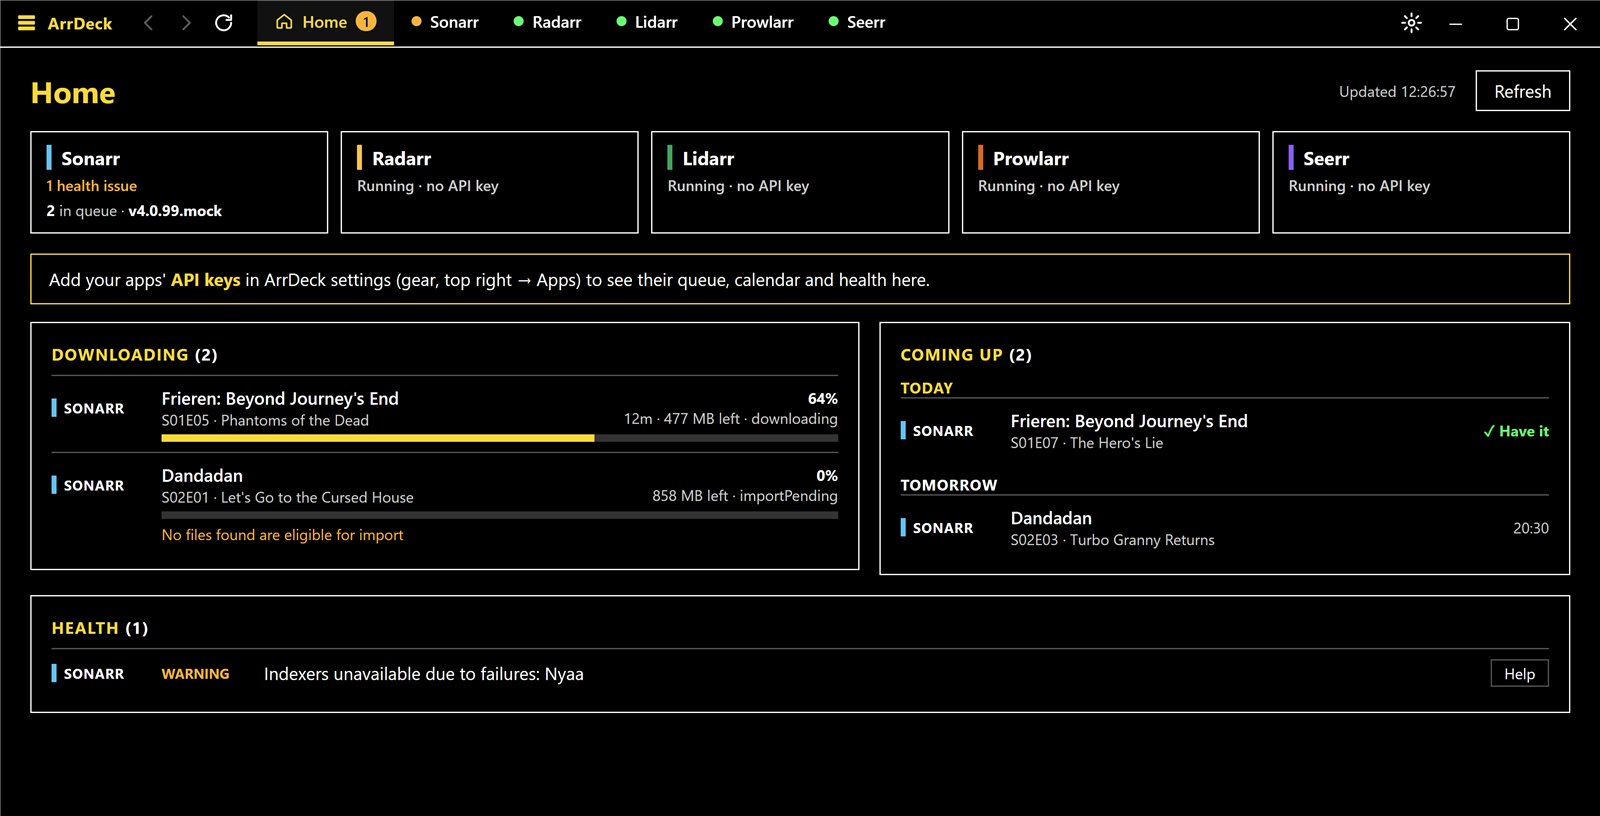 ArrDeck
Home 1
Sonarr
Radarr
Lidarr
Prowlarr
Seerr
Home
Updated 12:26:57
Refresh
Sonarr
1 health issue
2 in queue · v4.0.99.mock
Radarr
Running · no API key
Lidarr
Running · no API key
Prowlarr
Running · no API key
Seerr
Running · no API key
Add your apps' API keys in ArrDeck settings (gear, top right → Apps) to see their queue, calendar and health here.
DOWNLOADING (2)
SONARR
Frieren: Beyond Journey's End
64%
S01E05 · Phantoms of the Dead
12m · 477 MB left · downloading
SONARR
Dandadan
0%
S02E01 · Let's Go to the Cursed House
858 MB left · importPending
No files found are eligible for import
COMING UP (2)
TODAY
SONARR
Frieren: Beyond Journey's End
S01E07 · The Hero's Lie
✓ Have it
TOMORROW
SONARR
Dandadan
S02E03 · Turbo Granny Returns
20:30
HEALTH (1)
SONARR
WARNING
Indexers unavailable due to failures: Nyaa
Help